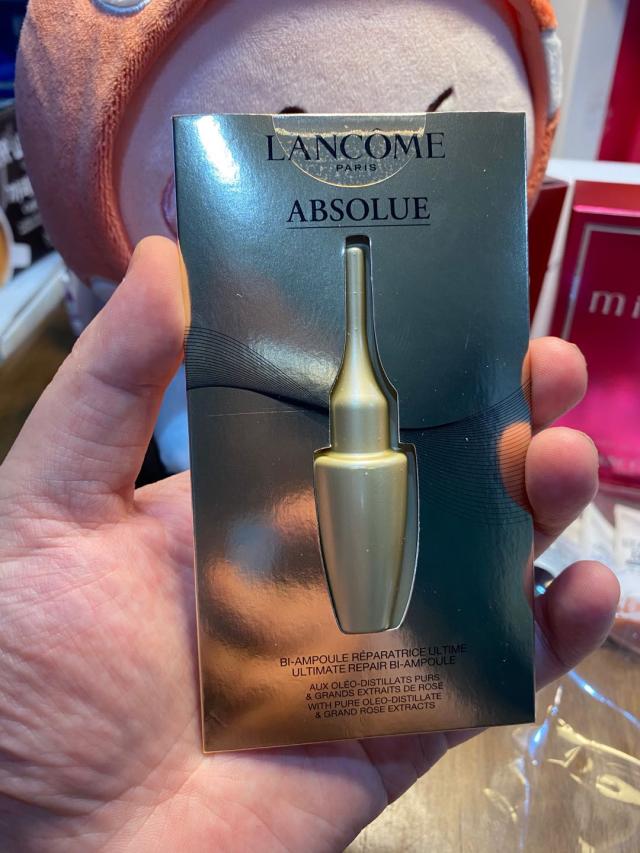 LANCÔME
PARIS
ABSOLUE
BI-AMPOULE RÉPARATRICE ULTIME
ULTIMATE REPAIR BI-AMPOULE
AUX OLÉO-DISTILLATS PURS
& GRANDS EXTRAITS DE ROSE
WITH PURE OLEO-DISTILLATE
& GRAND ROSE EXTRACTS